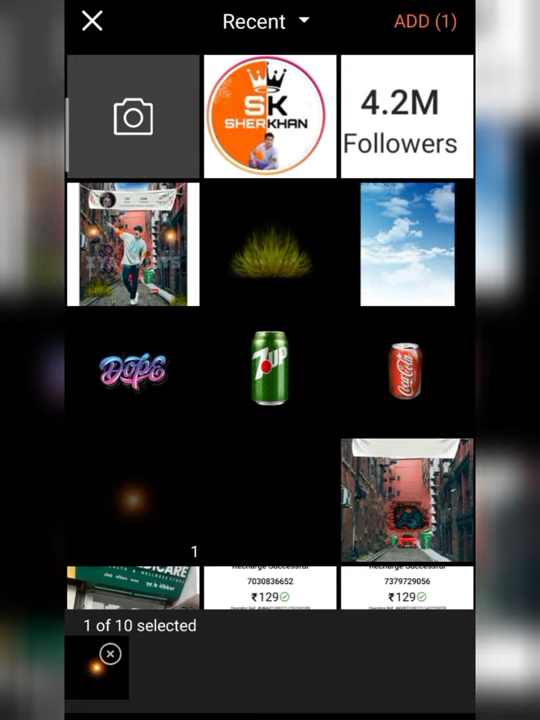 Recent
ADD (1)
SK
SHERKHAN
4.2M
Followers
DOPE
7up
Coca-Cola
1
Recharge Successful
7030836652
₹129
Recharge Successful
7379729056
₹129
1 of 10 selected